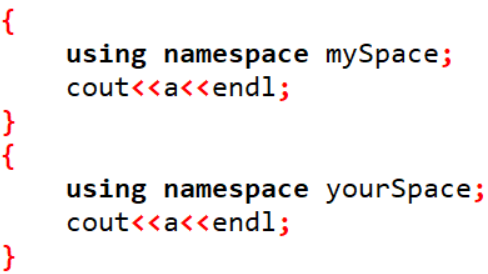 {
using namespace mySpace;
cout<<a<<endl;
}
{
using namespace yourSpace;
cout<<a<<endl;
}